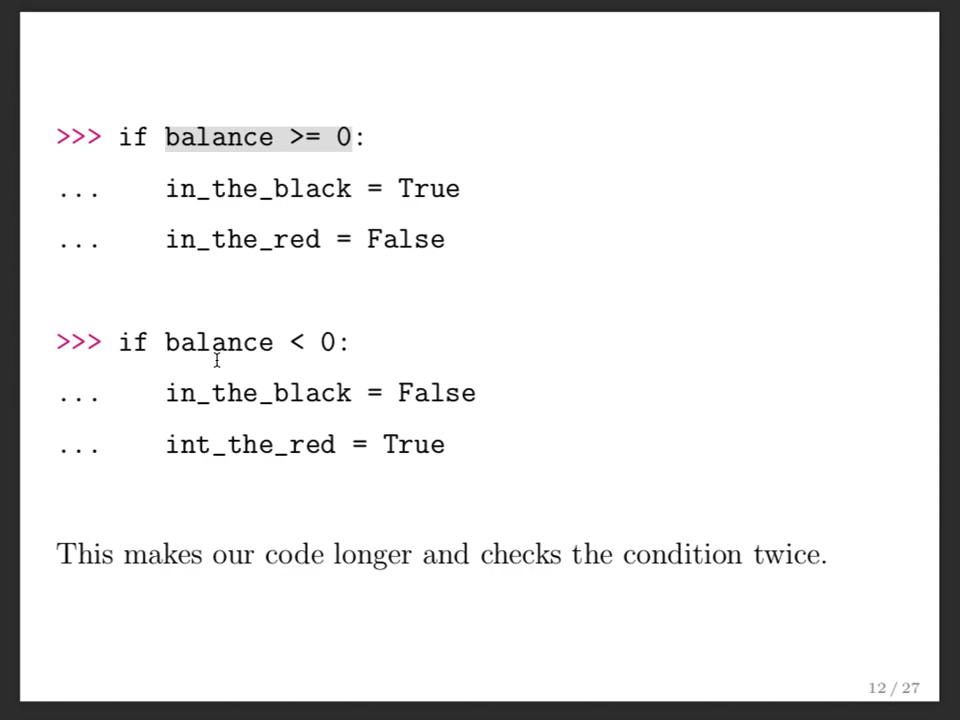 >>> if balance >= 0:
... in_the_black = True
... in_the_red = False
>>> if balance < 0:
... in_the_black = False
... int_the_red = True
This makes our code longer and checks the condition twice.
12 / 27